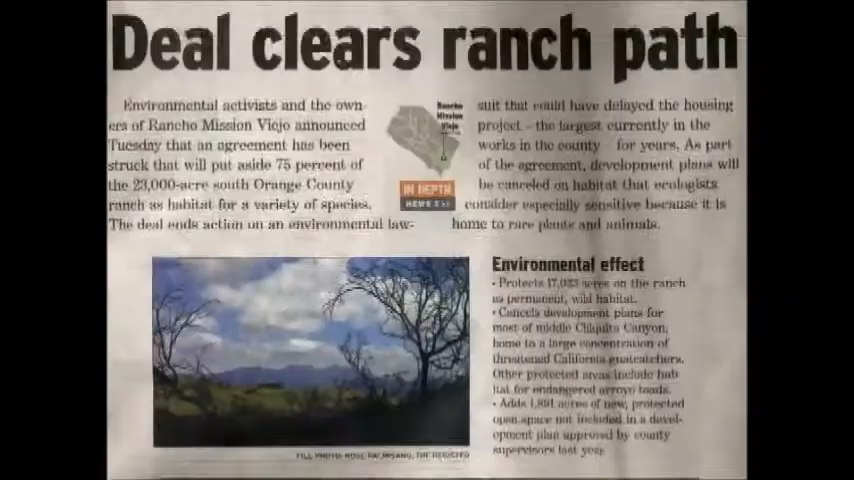 Deal clears ranch path
Environmental activists and the own-
ers of Rancho Mission Viejo announced
Tuesday that an agreement has been
struck that will put aside 75 percent of
the 23,000-acre south Orange County
ranch as habitat for a variety of species.
The deal ends action on an environmental law-
Rancho
Mission
Viejo
IN DEPTH
NEWS
suit that could have delayed the housing
project – the largest currently in the
works in the county for years. As part
of the agreement, development plans will
be canceled on habitat that ecologists
consider especially sensitive because it is
home to rare plants and animals.
FILE PHOTO: ROSE PALMISANO, THE REGISTER
Environmental effect
• Protects 17,033 acres on the ranch
as permanent, wild habitat.
• Cancels development plans for
most of middle Chiquita Canyon,
home to a large concentration of
threatened California gnatcatchers.
Other protected areas include hab
itat for endangered arroyo toads.
• Adds 1,891 acres of new, protected
open space not included in a devel-
opment plan approved by county
supervisors last year